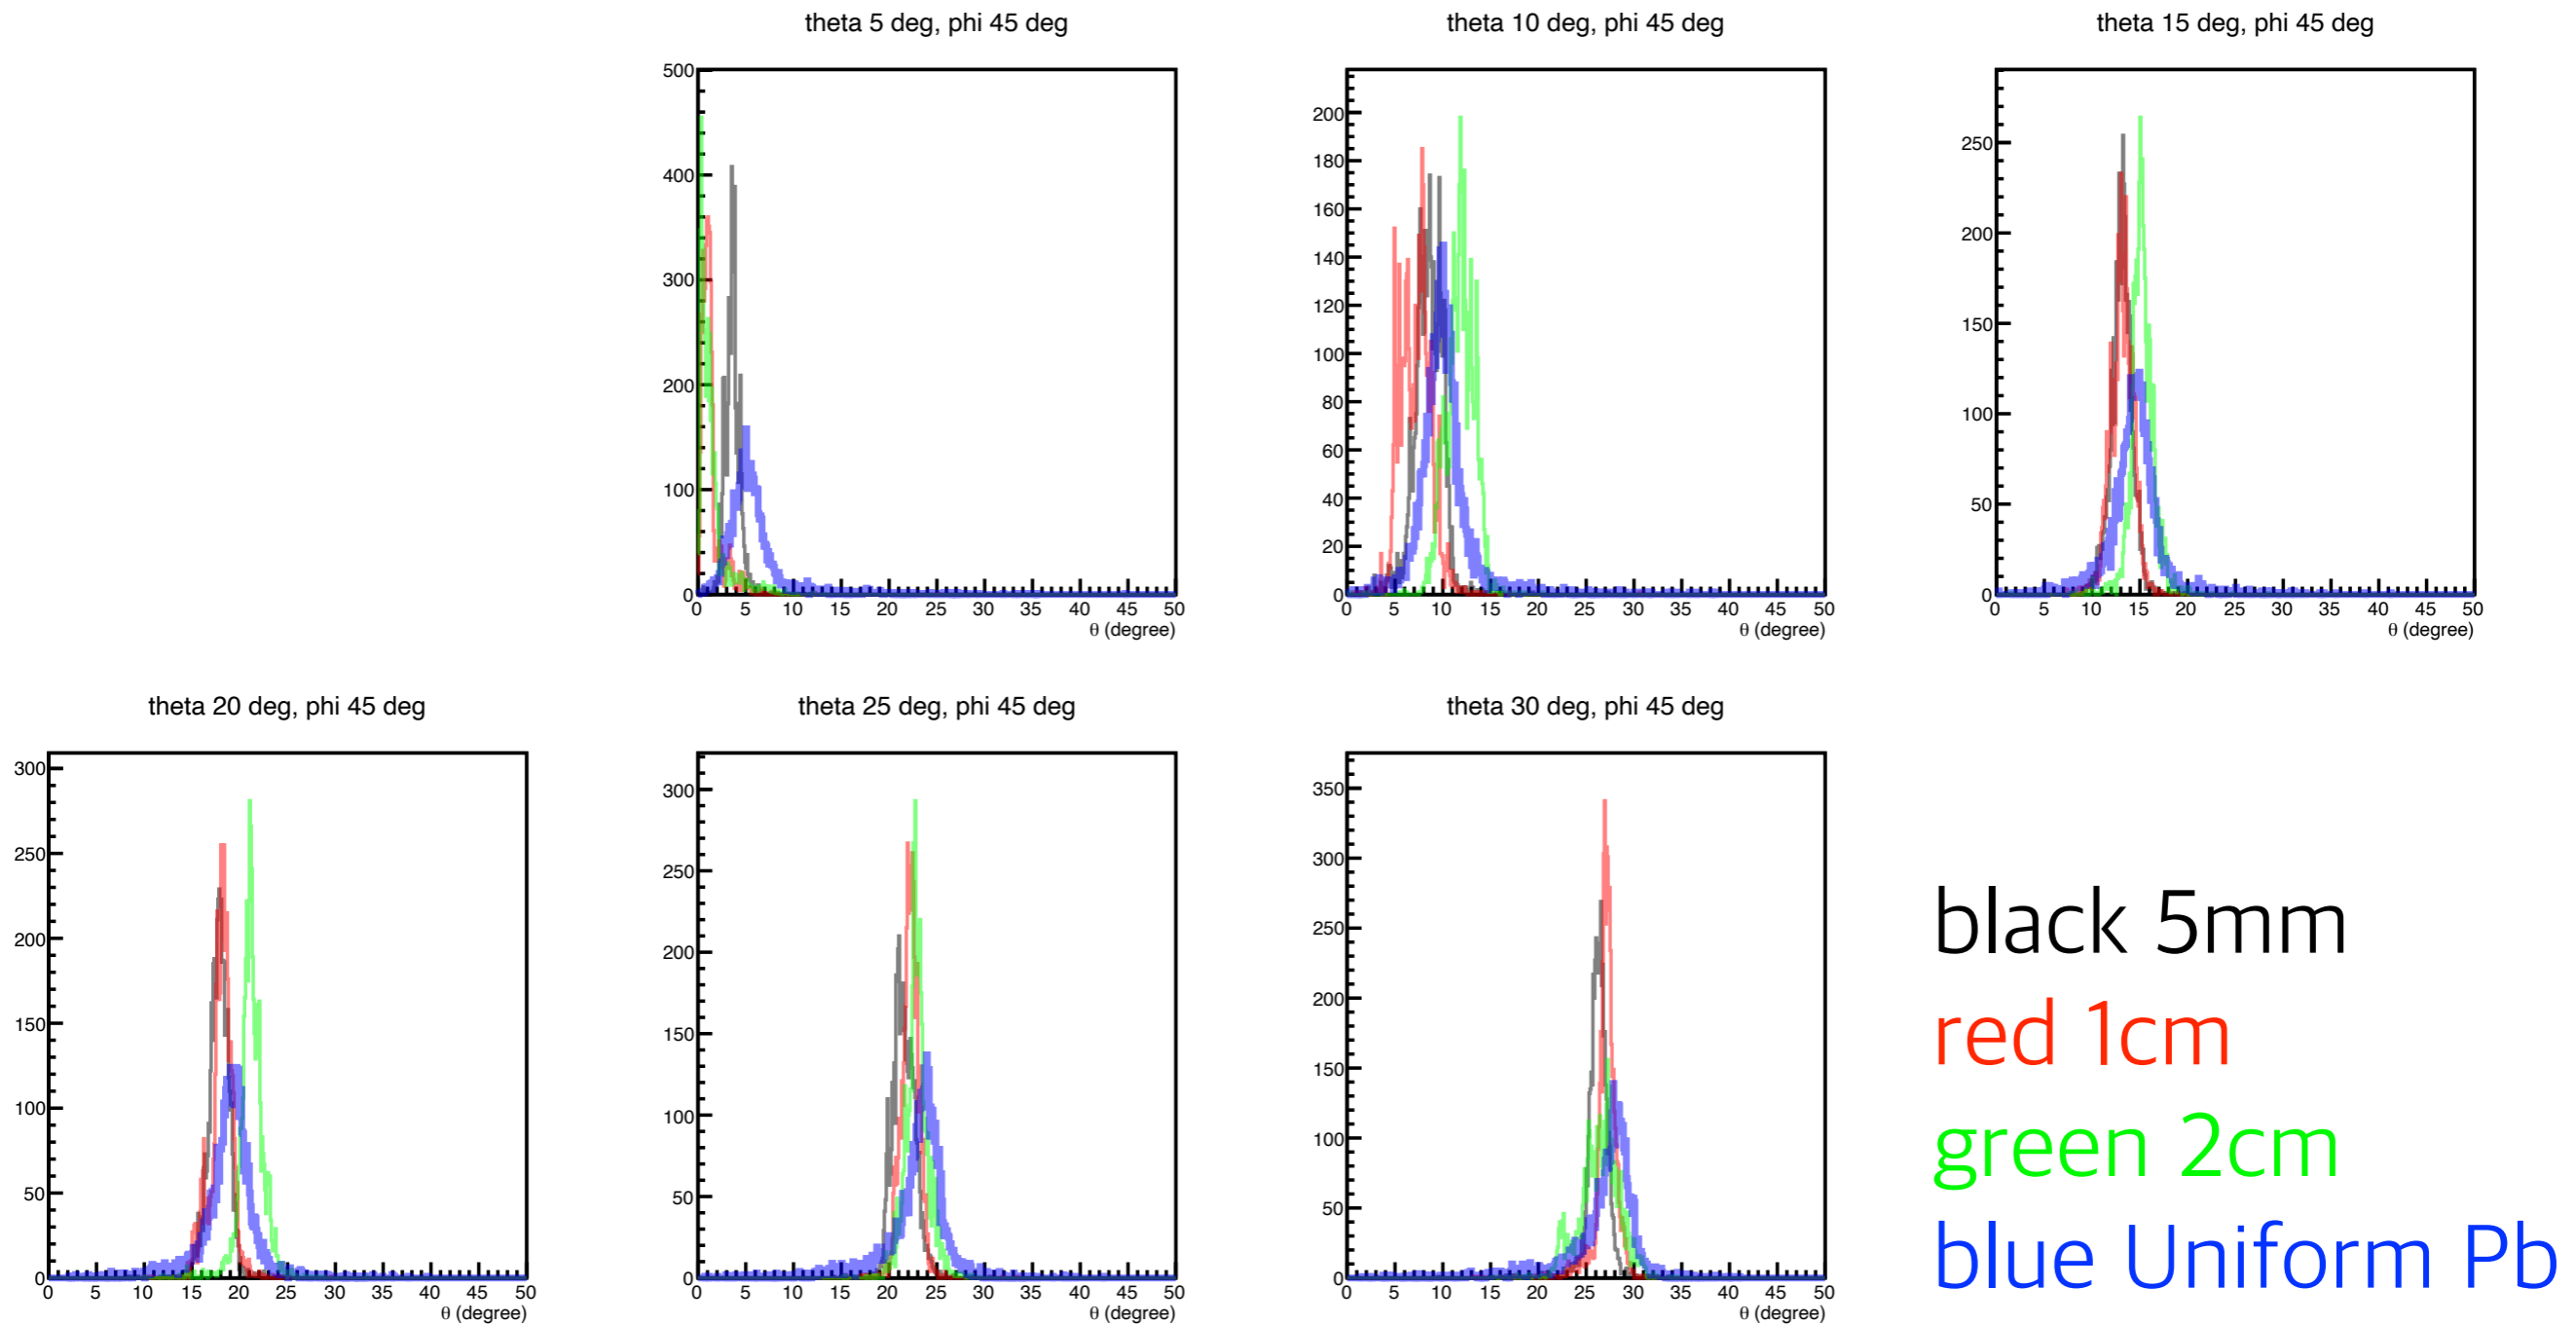 theta 5 deg, phi 45 deg
theta 10 deg, phi 45 deg
theta 15 deg, phi 45 deg
500
400
300
200
100
0
0 5 10 15 20 25 30 35 40 45 50
θ (degree)
200
180
160
140
120
100
80
60
40
20
0
0 5 10 15 20 25 30 35 40 45 50
θ (degree)
250
200
150
100
50
0
0 5 10 15 20 25 30 35 40 45 50
θ (degree)
theta 20 deg, phi 45 deg
theta 25 deg, phi 45 deg
theta 30 deg, phi 45 deg
300
250
200
150
100
50
0
0 5 10 15 20 25 30 35 40 45 50
θ (degree)
300
250
200
150
100
50
0
0 5 10 15 20 25 30 35 40 45 50
θ (degree)
350
300
250
200
150
100
50
0
0 5 10 15 20 25 30 35 40 45 50
θ (degree)
black 5mm
red 1cm
green 2cm
blue Uniform Pb